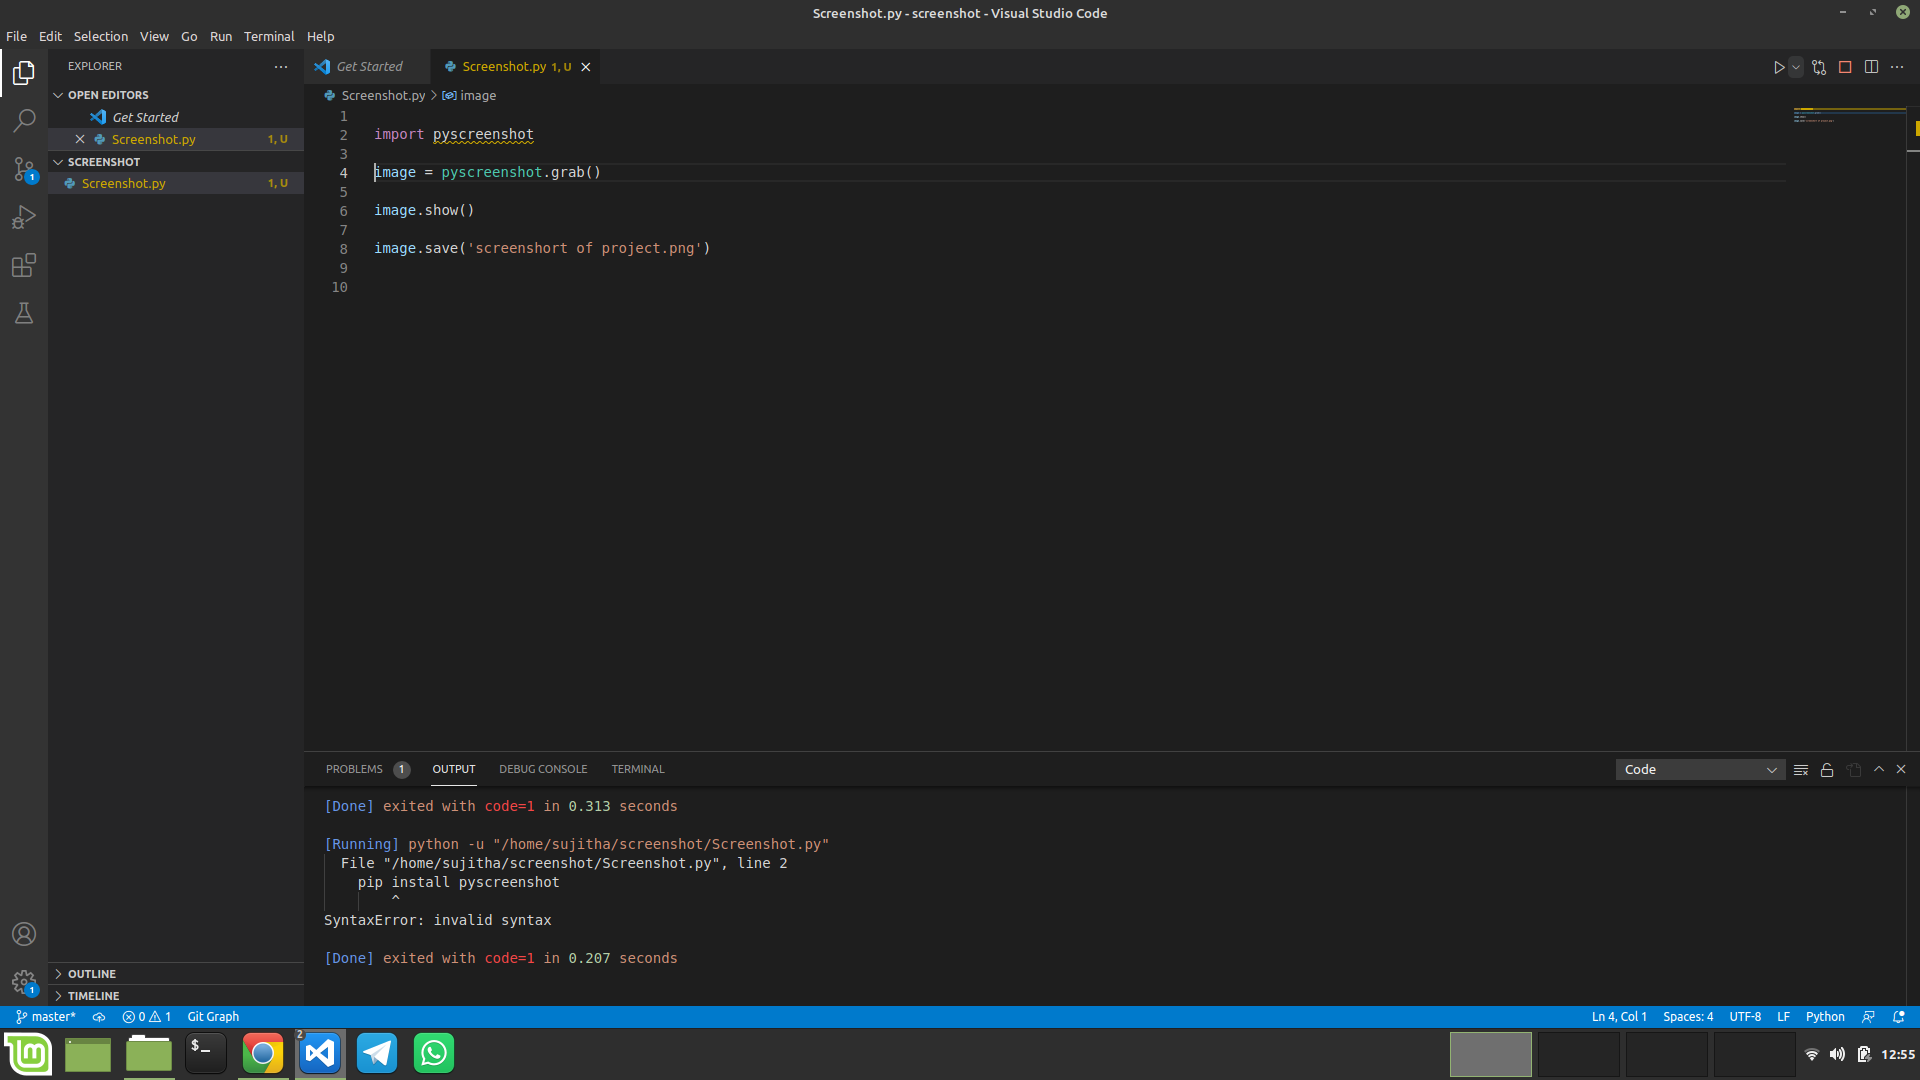 Screenshot.py - screenshot - Visual Studio Code
File Edit Selection View Go Run Terminal Help
EXPLORER
OPEN EDITORS
Get Started
Screenshot.py 1, U
SCREENSHOT
Screenshot.py 1, U
1
Get Started Screenshot.py 1, U
Screenshot.py > image
1
2 import pyscreenshot
3
4 image = pyscreenshot.grab()
5
6 image.show()
7
8 image.save('screenshort of project.png')
9
10
PROBLEMS 1 OUTPUT DEBUG CONSOLE TERMINAL Code
[Done] exited with code=1 in 0.313 seconds
[Running] python -u "/home/sujitha/screenshot/Screenshot.py"
File "/home/sujitha/screenshot/Screenshot.py", line 2
pip install pyscreenshot
^
SyntaxError: invalid syntax
[Done] exited with code=1 in 0.207 seconds
OUTLINE
TIMELINE
1
master* 0 1 Git Graph Ln 4, Col 1 Spaces: 4 UTF-8 LF Python
$_ 2 12:55